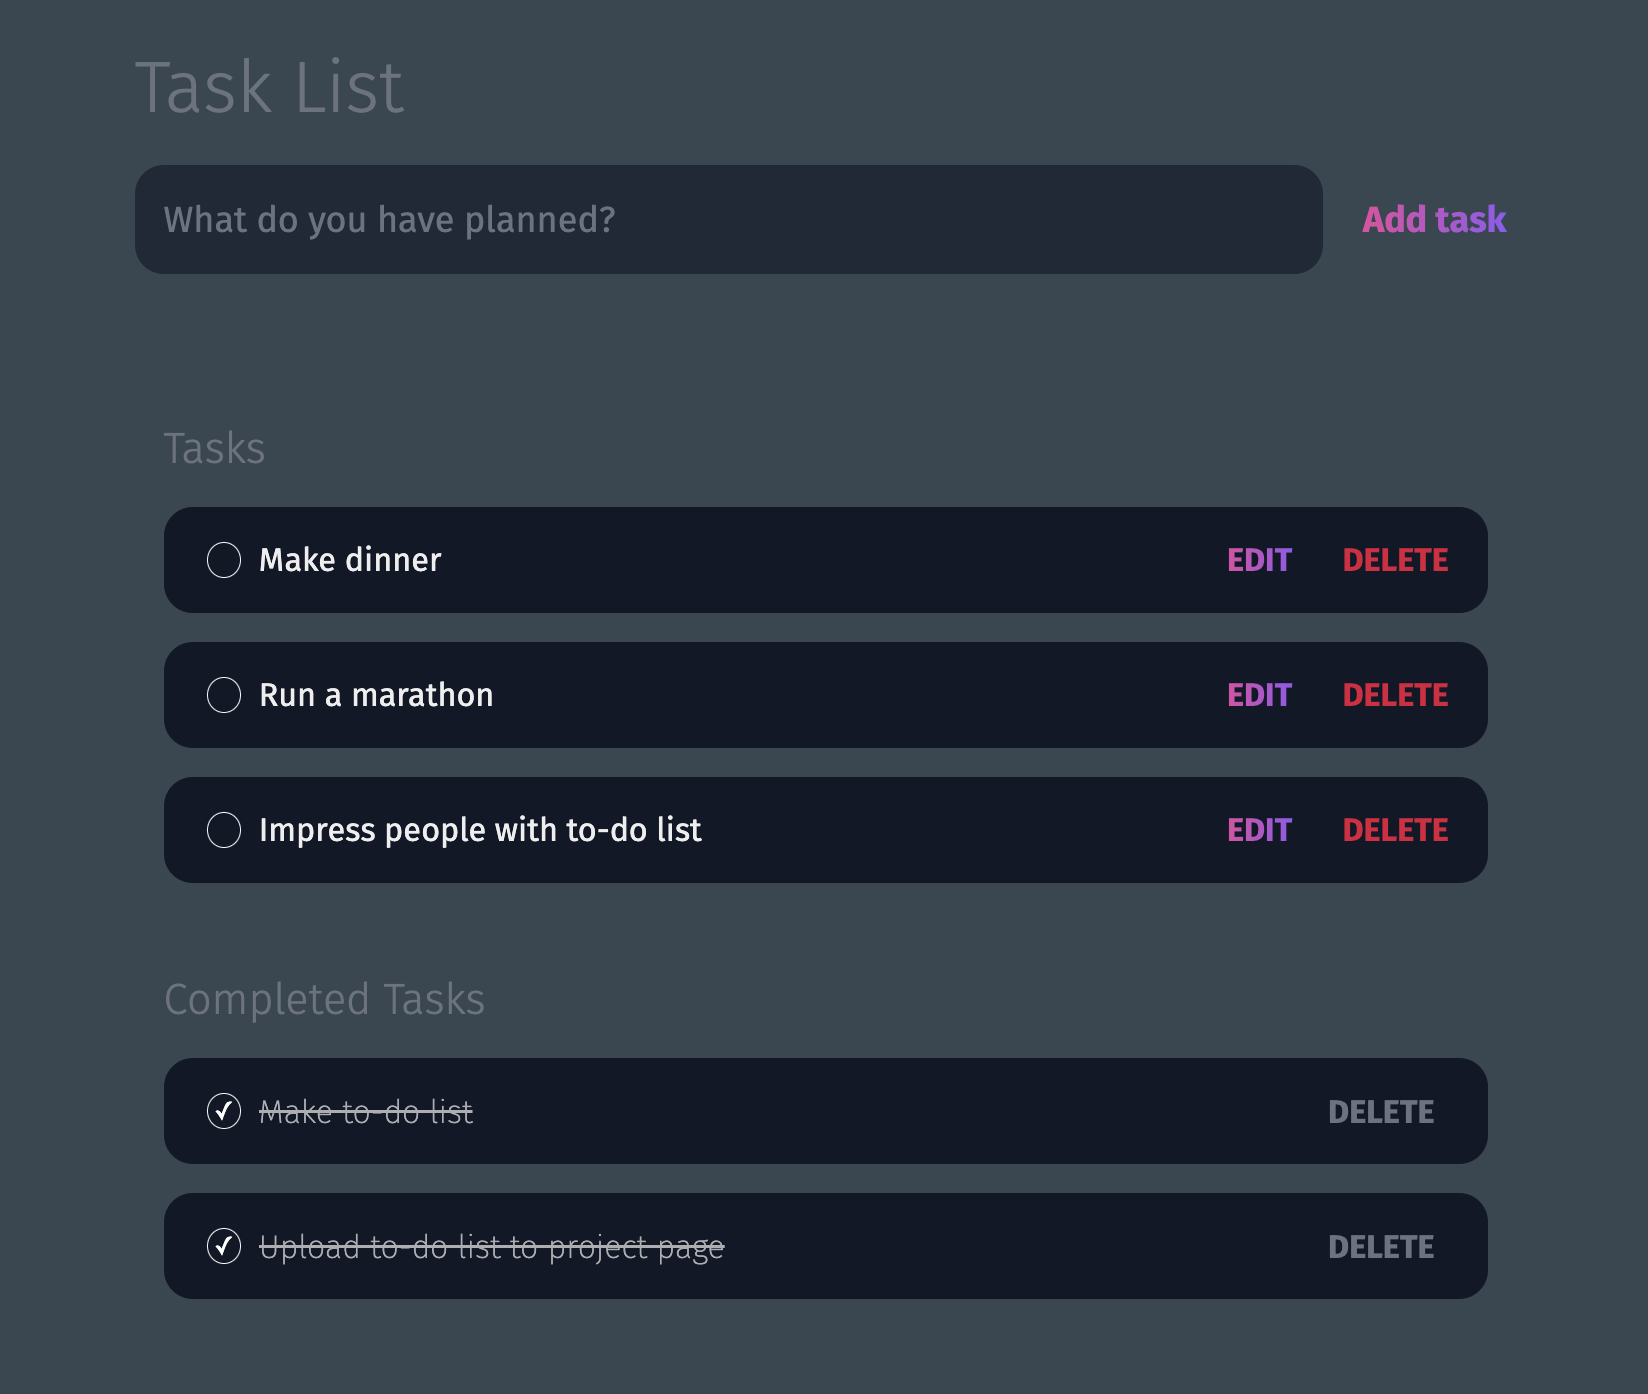 Task List
What do you have planned?
Add task
Tasks
Make dinner EDIT DELETE
Run a marathon EDIT DELETE
Impress people with to-do list EDIT DELETE
Completed Tasks
Make to-do list DELETE
Upload to-do list to project page DELETE